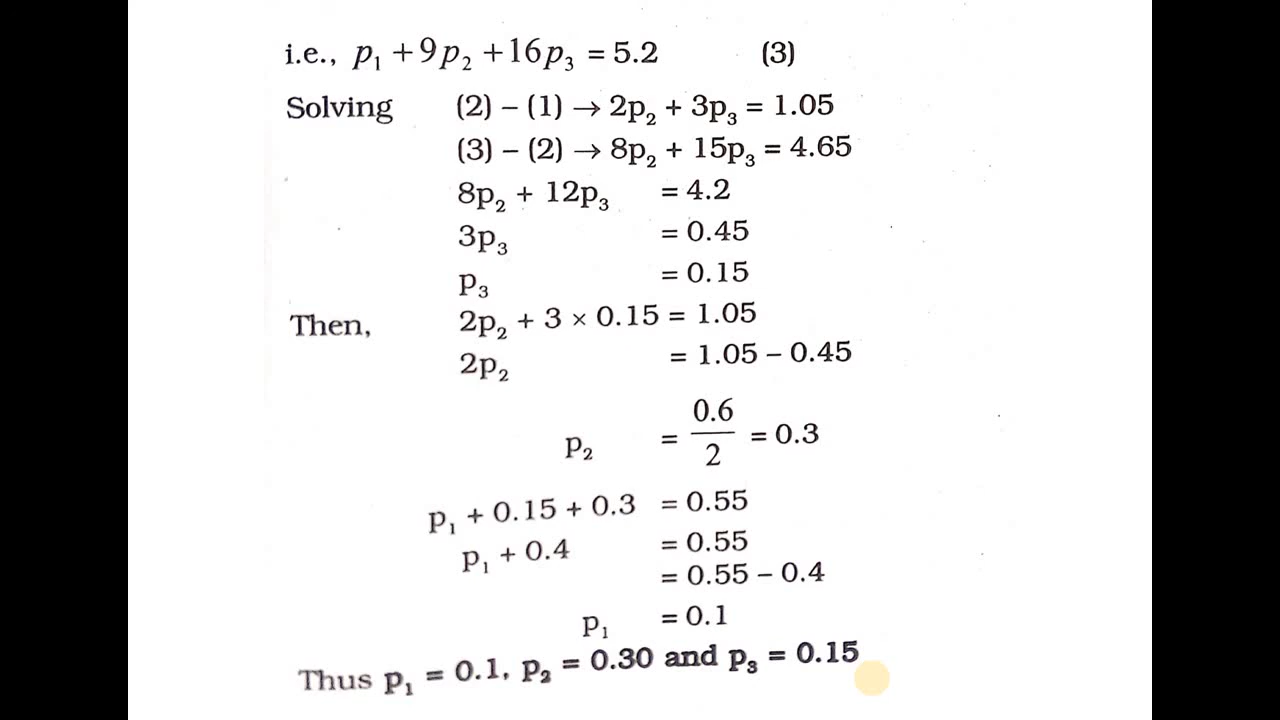 i.e., p₁ + 9p₂ + 16p₃ = 5.2 (3)
Solving (2) – (1) → 2p₂ + 3p₃ = 1.05
(3) – (2) → 8p₂ + 15p₃ = 4.65
8p₂ + 12p₃ = 4.2
3p₃ = 0.45
p₃ = 0.15
Then, 2p₂ + 3 × 0.15 = 1.05
2p₂ = 1.05 – 0.45
p₂ = 0.6/2 = 0.3
p₁ + 0.15 + 0.3 = 0.55
p₁ + 0.4 = 0.55
= 0.55 – 0.4
p₁ = 0.1
Thus p₁ = 0.1, p₂ = 0.30 and p₃ = 0.15